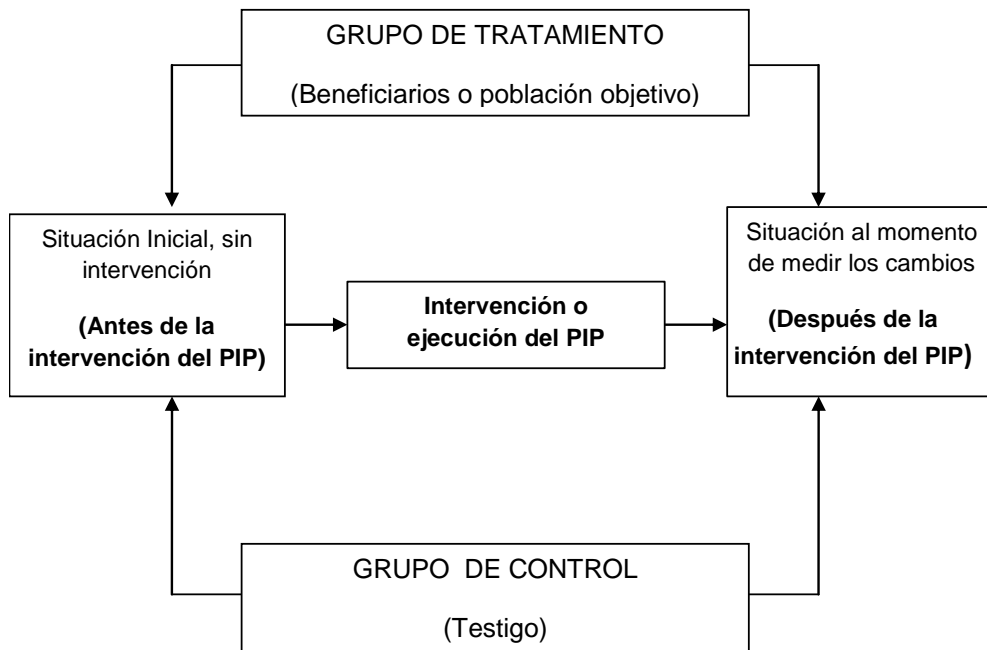 GRUPO DE TRATAMIENTO
(Beneficiarios o población objetivo)
Situación Inicial, sin
intervención
(Antes de la
intervención del PIP)
Intervención o
ejecución del PIP
Situación al momento
de medir los cambios
(Después de la
intervención del PIP)
GRUPO DE CONTROL
(Testigo)